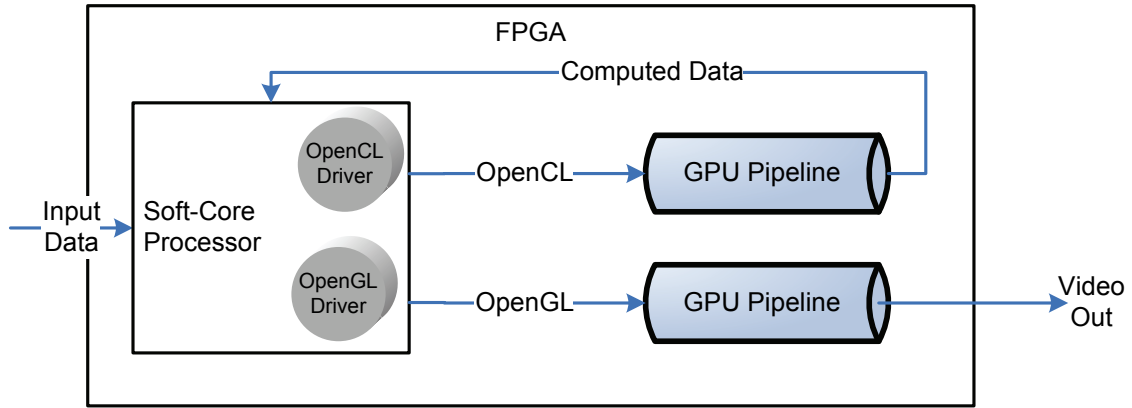 FPGA
Computed Data
OpenCL
Driver
OpenCL
GPU Pipeline
Input
Data
Soft-Core
Processor
OpenGL
Driver
OpenGL
GPU Pipeline
Video
Out